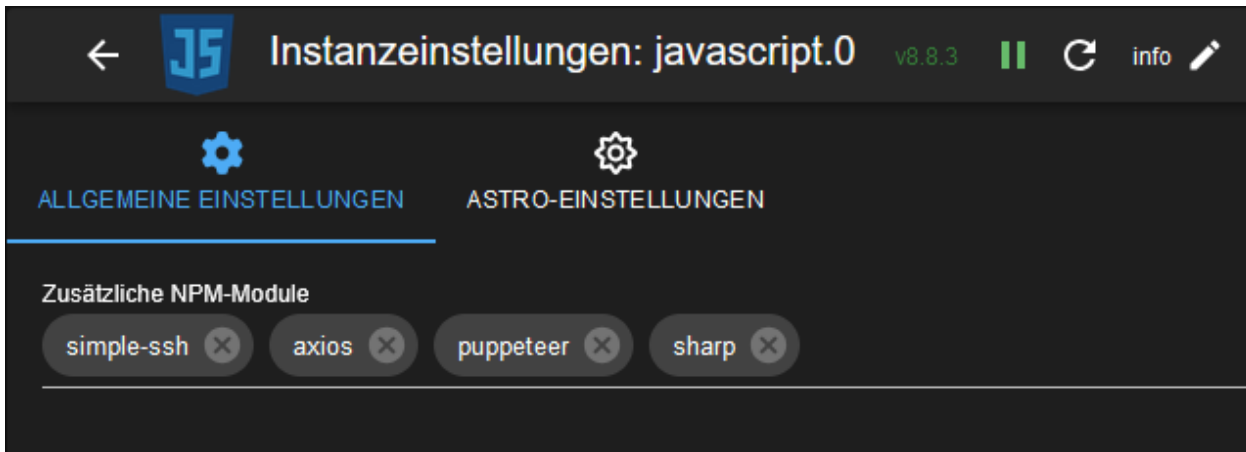 JS Instanzeinstellungen: javascript.0 v8.8.3 info
ALLGEMEINE EINSTELLUNGEN ASTRO-EINSTELLUNGEN
Zusätzliche NPM-Module
simple-ssh axios puppeteer sharp